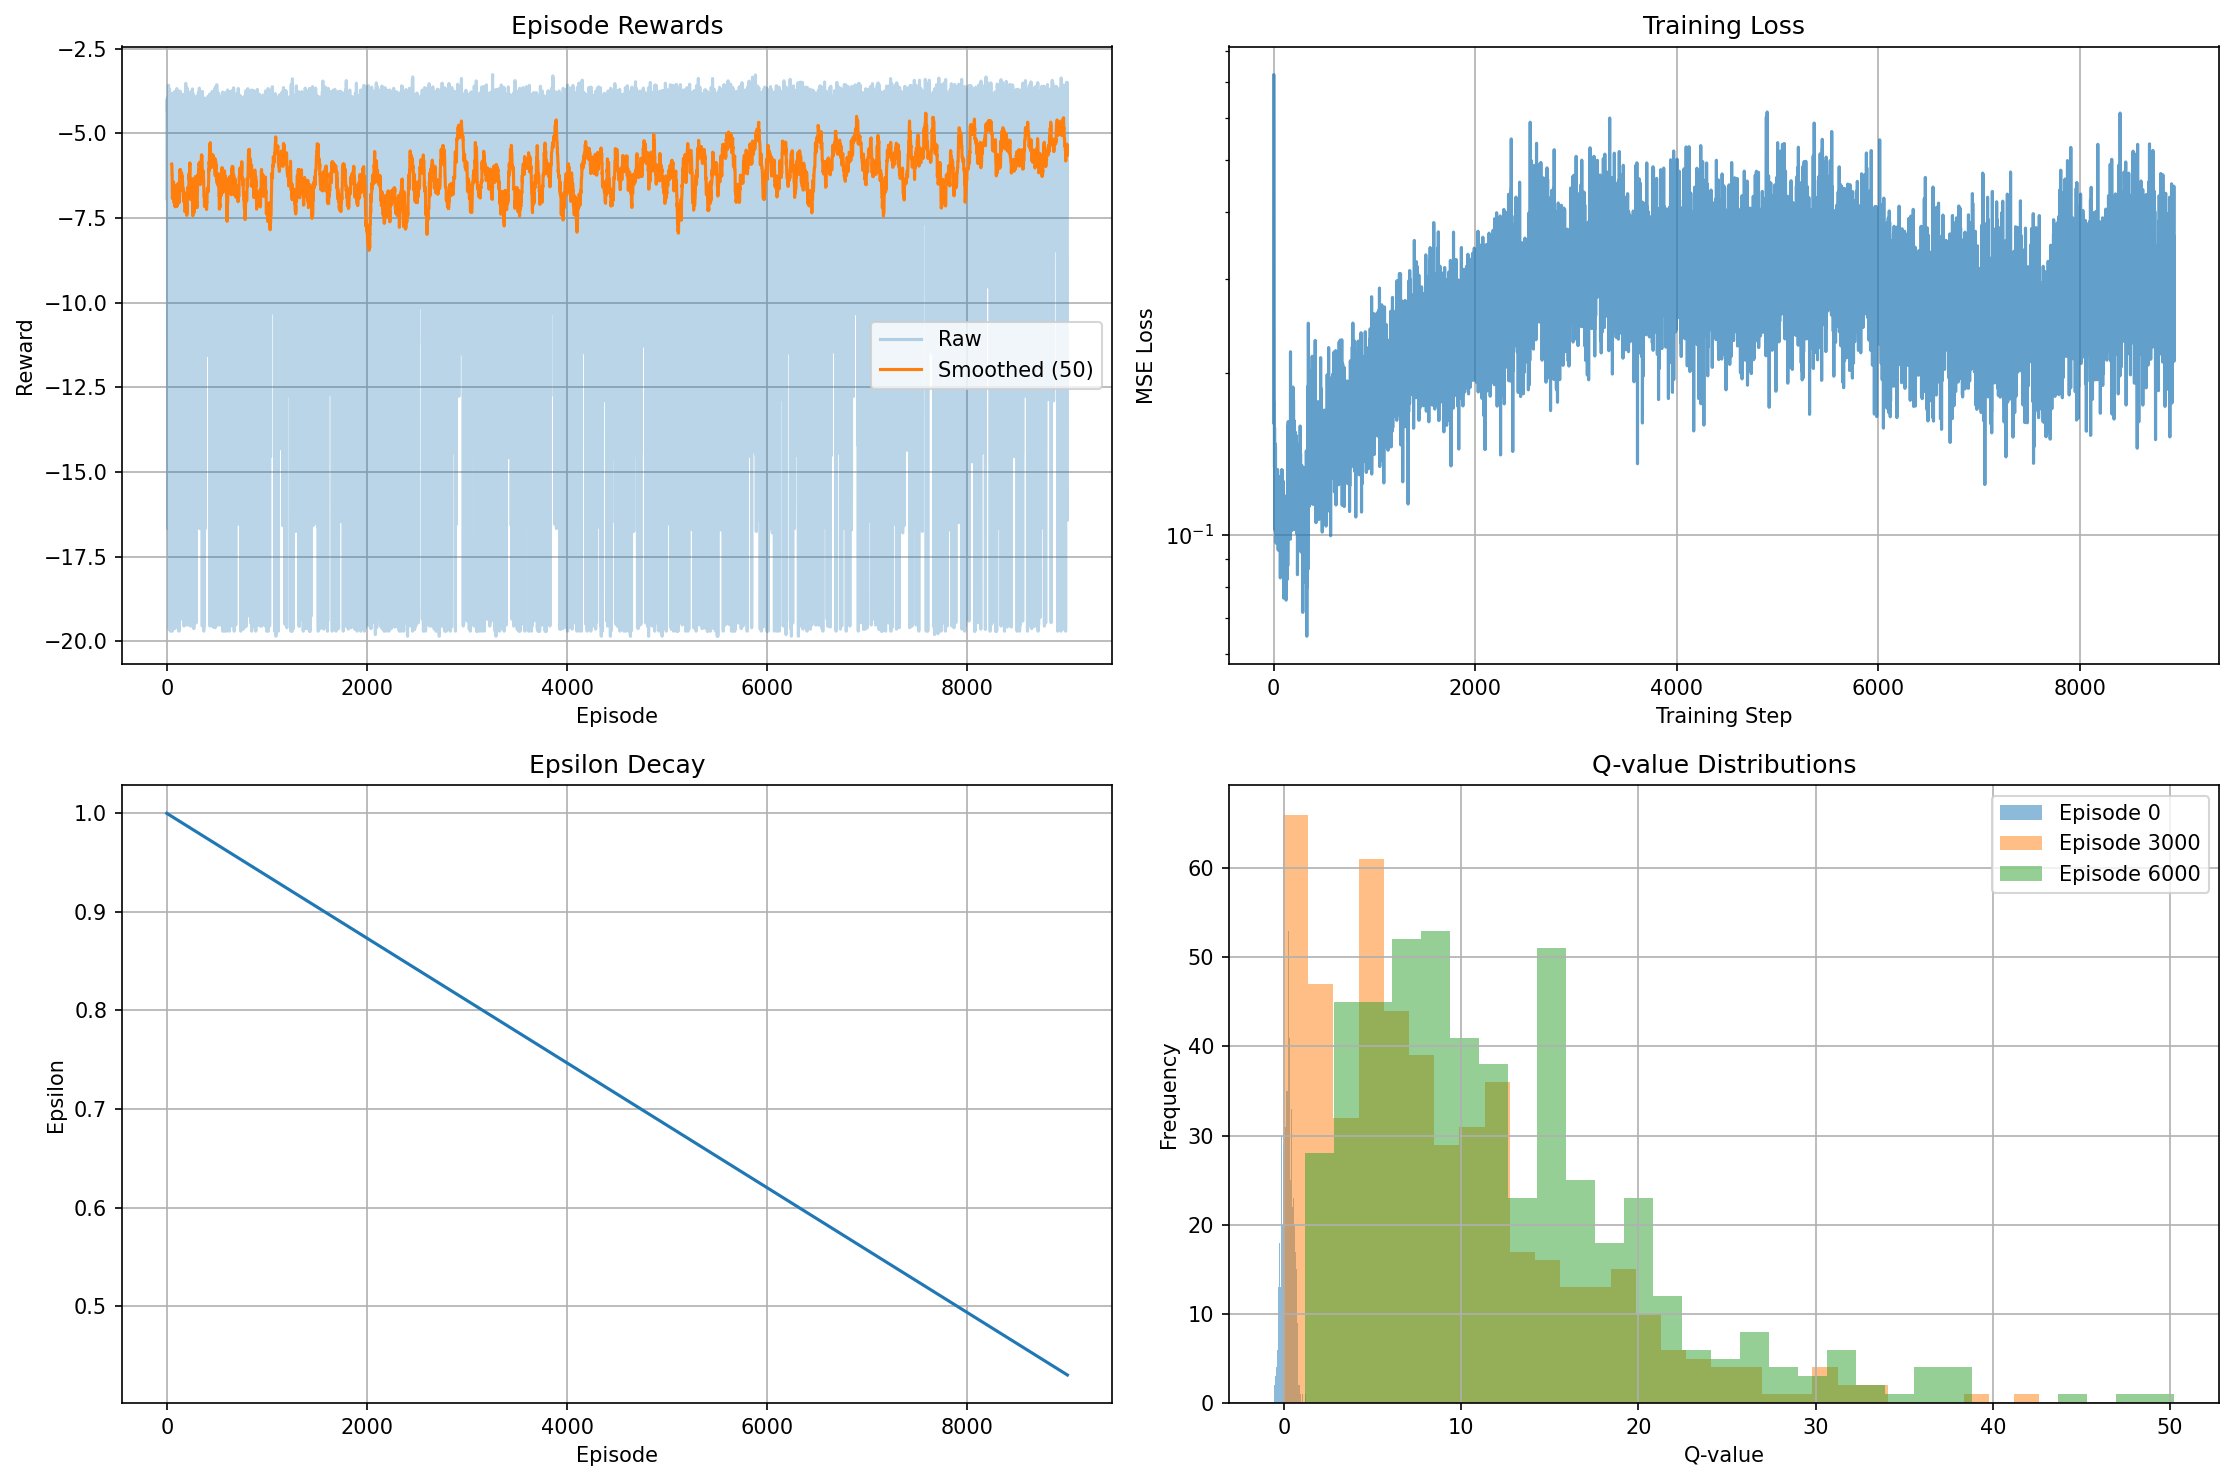 Episode Rewards
−2.5
−5.0
−7.5
−10.0
−12.5
−15.0
−17.5
−20.0
Reward
Raw
Smoothed (50)
0 2000 4000 6000 8000
Episode
Training Loss
MSE Loss
10⁻¹
0 2000 4000 6000 8000
Training Step
Epsilon Decay
1.0
0.9
0.8
0.7
0.6
0.5
Epsilon
0 2000 4000 6000 8000
Episode
Q-value Distributions
Episode 0
Episode 3000
Episode 6000
60
50
40
30
20
10
0
Frequency
0 10 20 30 40 50
Q-value